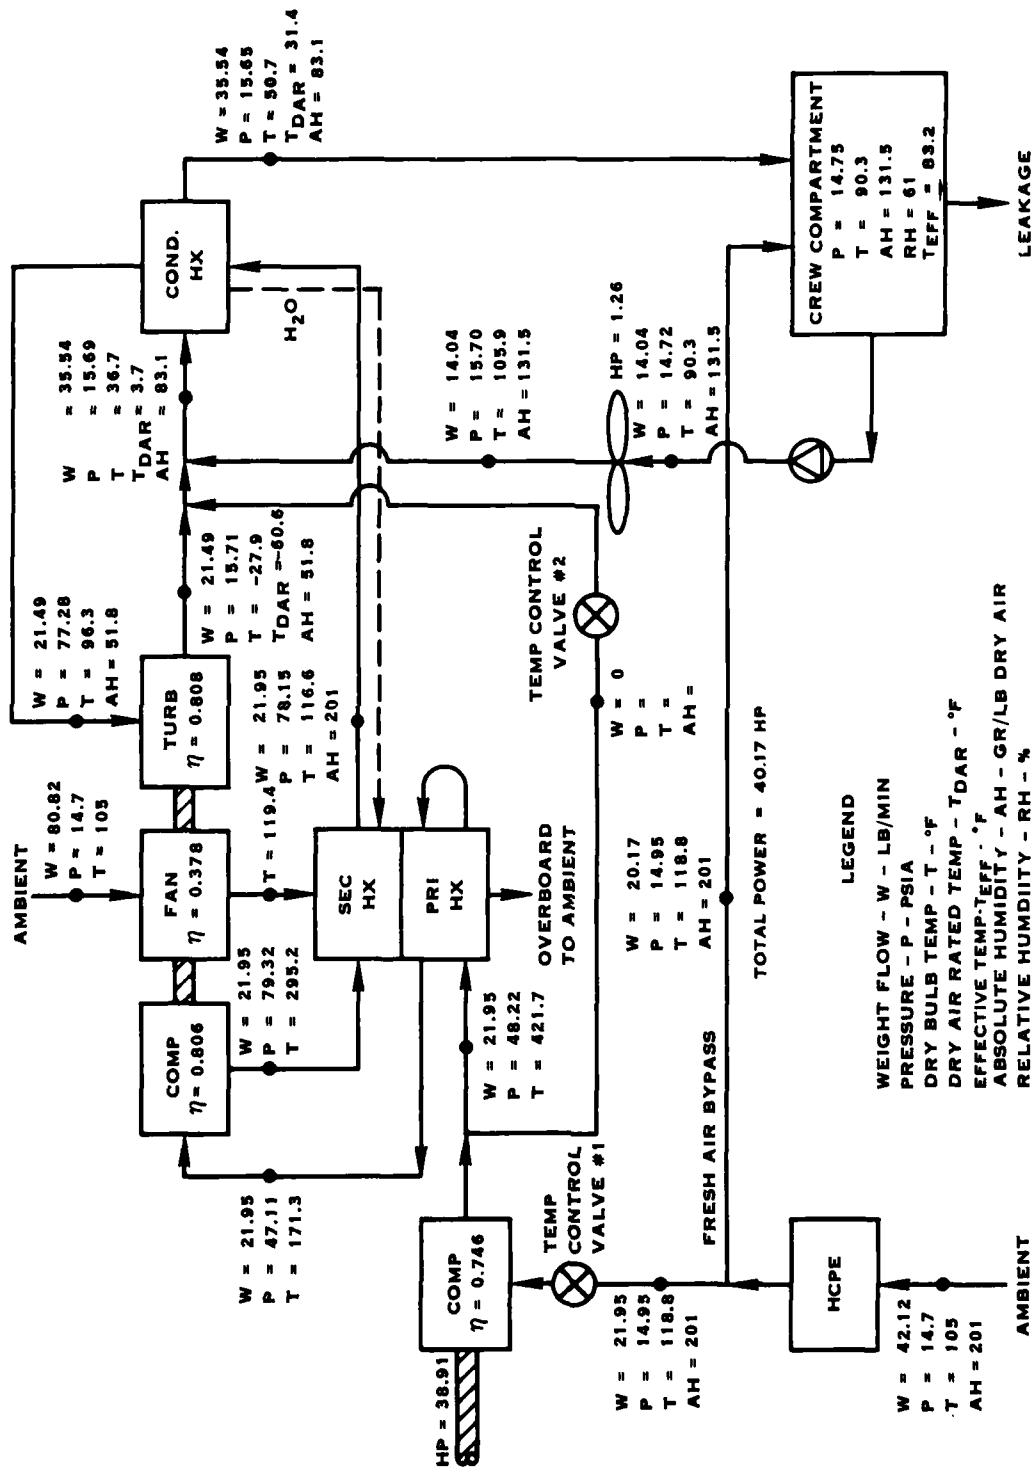 AMBIENT
W = 80.82
P = 14.7
T = 105
COMP
η = 0.806
FAN
η = 0.378
TURB
η = 0.808
W = 21.49
P = 77.28
T = 96.3
AH = 51.8
COND.
HX
W = 35.54
P = 15.65
T = 50.7
TDAR = 31.4
AH = 83.1
W = 35.54
P = 15.69
T = 36.7
TDAR = 3.7
AH = 83.1
W = 21.49
P = 15.71
T = -27.9
TDAR = -60.6
AH = 51.8
H2O
W = 21.95
P = 79.32
T = 295.2
T = 119.4
W = 21.95
P = 78.15
T = 116.6
AH = 201
SEC
HX
PRI
HX
W = 21.95
P = 47.11
T = 171.3
W = 21.95
P = 48.22
T = 421.7
OVERBOARD
TO AMBIENT
TEMP CONTROL
VALVE #2
W = 0
P =
T =
AH =
W = 14.04
P = 15.70
T = 105.9
AH = 131.5
HP = 1.26
W = 14.04
P = 14.72
T = 90.3
AH = 131.5
HP = 38.91
COMP
η = 0.746
TEMP
CONTROL
VALVE #1
W = 21.95
P = 14.95
T = 118.8
AH = 201
FRESH AIR BYPASS
W = 20.17
P = 14.95
T = 118.8
AH = 201
TOTAL POWER = 40.17 HP
HCPE
W = 42.12
P = 14.7
T = 105
AH = 201
AMBIENT
CREW COMPARTMENT
P = 14.75
T = 90.3
AH = 131.5
RH = 61
TEFF = 83.2
LEAKAGE
LEGEND
WEIGHT FLOW - W - LB/MIN
PRESSURE - P - PSIA
DRY BULB TEMP - T - °F
DRY AIR RATED TEMP - TDAR - °F
EFFECTIVE TEMP-TEFF - °F
ABSOLUTE HUMIDITY - AH - GR/LB DRY AIR
RELATIVE HUMIDIITY - RH - %